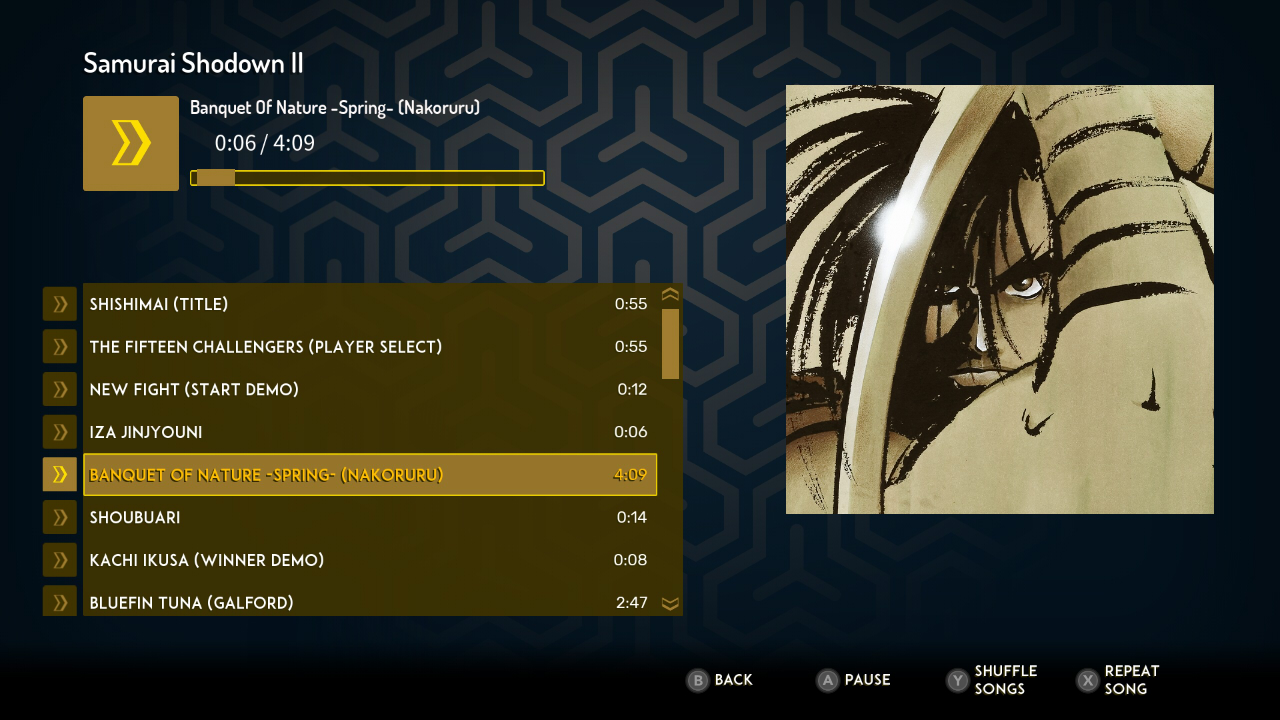 Samurai Shodown II
Banquet Of Nature -Spring- (Nakoruru)
0:06 / 4:09
SHISHIMAI (TITLE) 0:55
THE FIFTEEN CHALLENGERS (PLAYER SELECT) 0:55
NEW FIGHT (START DEMO) 0:12
IZA JINJYOUNI 0:06
BANQUET OF NATURE -SPRING- (NAKORURU) 4:09
SHOUBUARI 0:14
KACHI IKUSA (WINNER DEMO) 0:08
BLUEFIN TUNA (GALFORD) 2:47
B BACK
A PAUSE
Y SHUFFLE
SONGS
X REPEAT
SONG